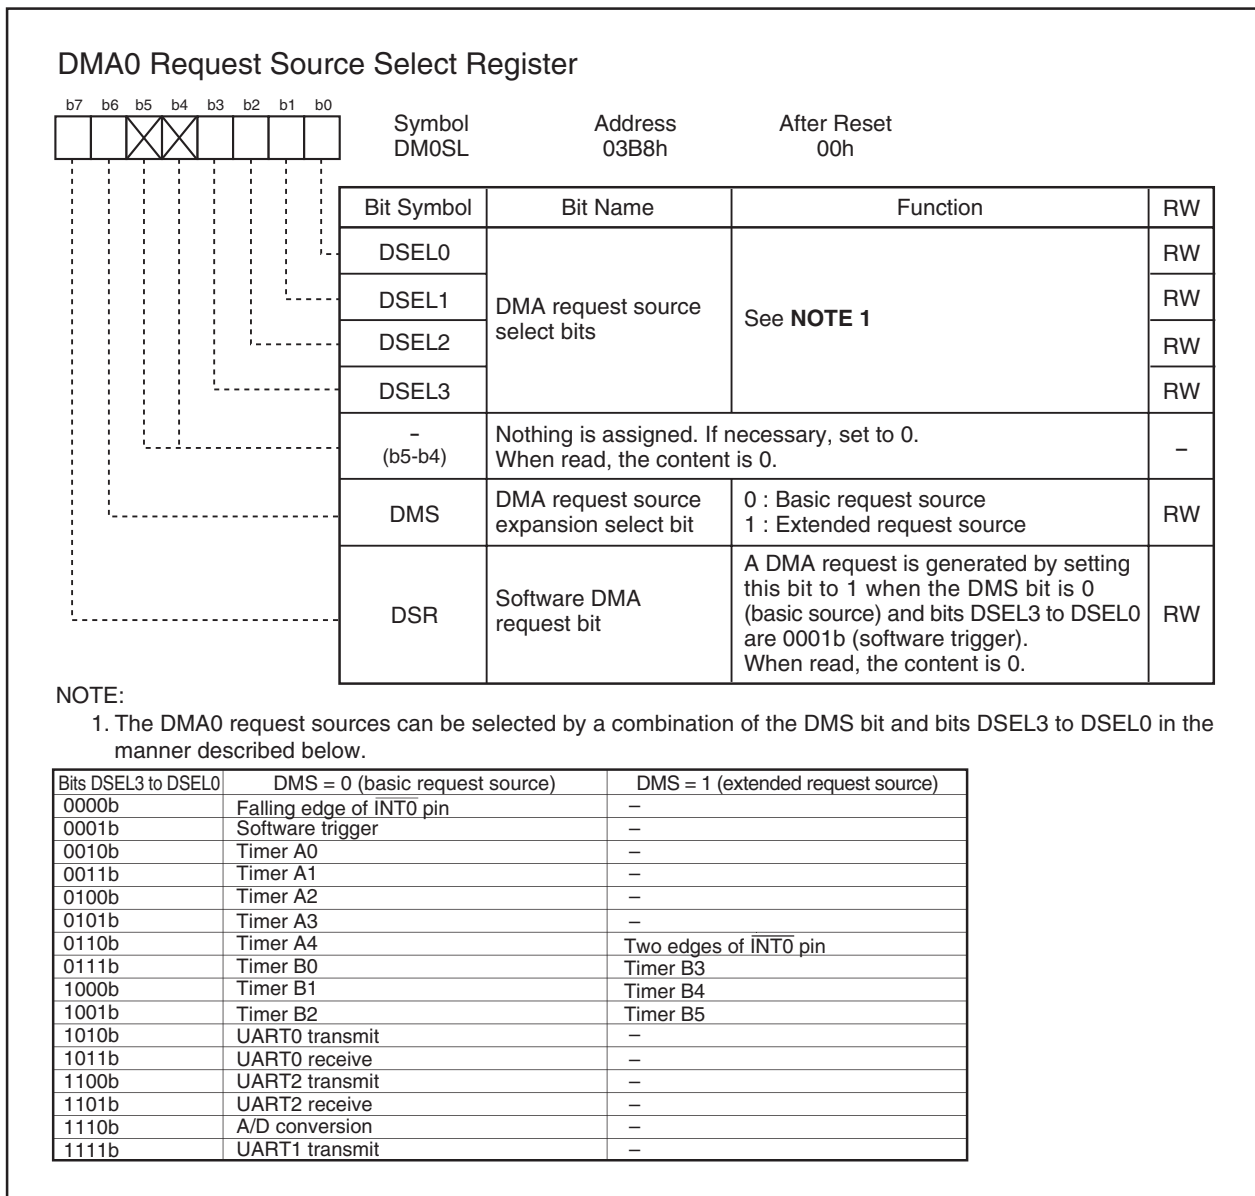 DMA0 Request Source Select Register
b7 b6 b5 b4 b3 b2 b1 b0
Symbol Address After Reset
DM0SL 03B8h 00h
Bit Symbol Bit Name Function RW
DSEL0 RW
DSEL1 RW
DMA request source
select bits
See NOTE 1
DSEL2 RW
DSEL3 RW
–
(b5-b4)
Nothing is assigned. If necessary, set to 0.
When read, the content is 0.
–
DMS
DMA request source
expansion select bit
0 : Basic request source
1 : Extended request source
RW
DSR
Software DMA
request bit
A DMA request is generated by setting
this bit to 1 when the DMS bit is 0
(basic source) and bits DSEL3 to DSEL0
are 0001b (software trigger).
When read, the content is 0.
RW
NOTE:
1. The DMA0 request sources can be selected by a combination of the DMS bit and bits DSEL3 to DSEL0 in the
manner described below.
Bits DSEL3 to DSEL0 DMS = 0 (basic request source) DMS = 1 (extended request source)
0000b Falling edge of INT0 pin –
0001b Software trigger –
0010b Timer A0 –
0011b Timer A1 –
0100b Timer A2 –
0101b Timer A3 –
0110b Timer A4 Two edges of INT0 pin
0111b Timer B0 Timer B3
1000b Timer B1 Timer B4
1001b Timer B2 Timer B5
1010b UART0 transmit –
1011b UART0 receive –
1100b UART2 transmit –
1101b UART2 receive –
1110b A/D conversion –
1111b UART1 transmit –